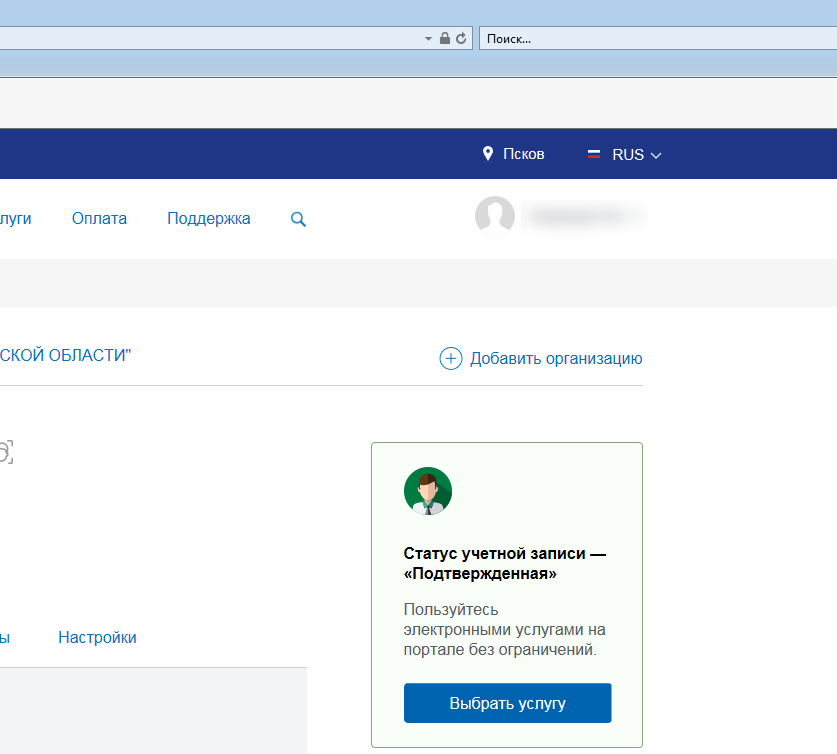 Поиск...
Псков
RUS
луги Оплата Поддержка
СКОЙ ОБЛАСТИ"
Добавить организацию
Статус учетной записи —
«Подтвержденная»
Пользуйтесь
электронными услугами на
портале без ограничений.
ы Настройки
Выбрать услугу